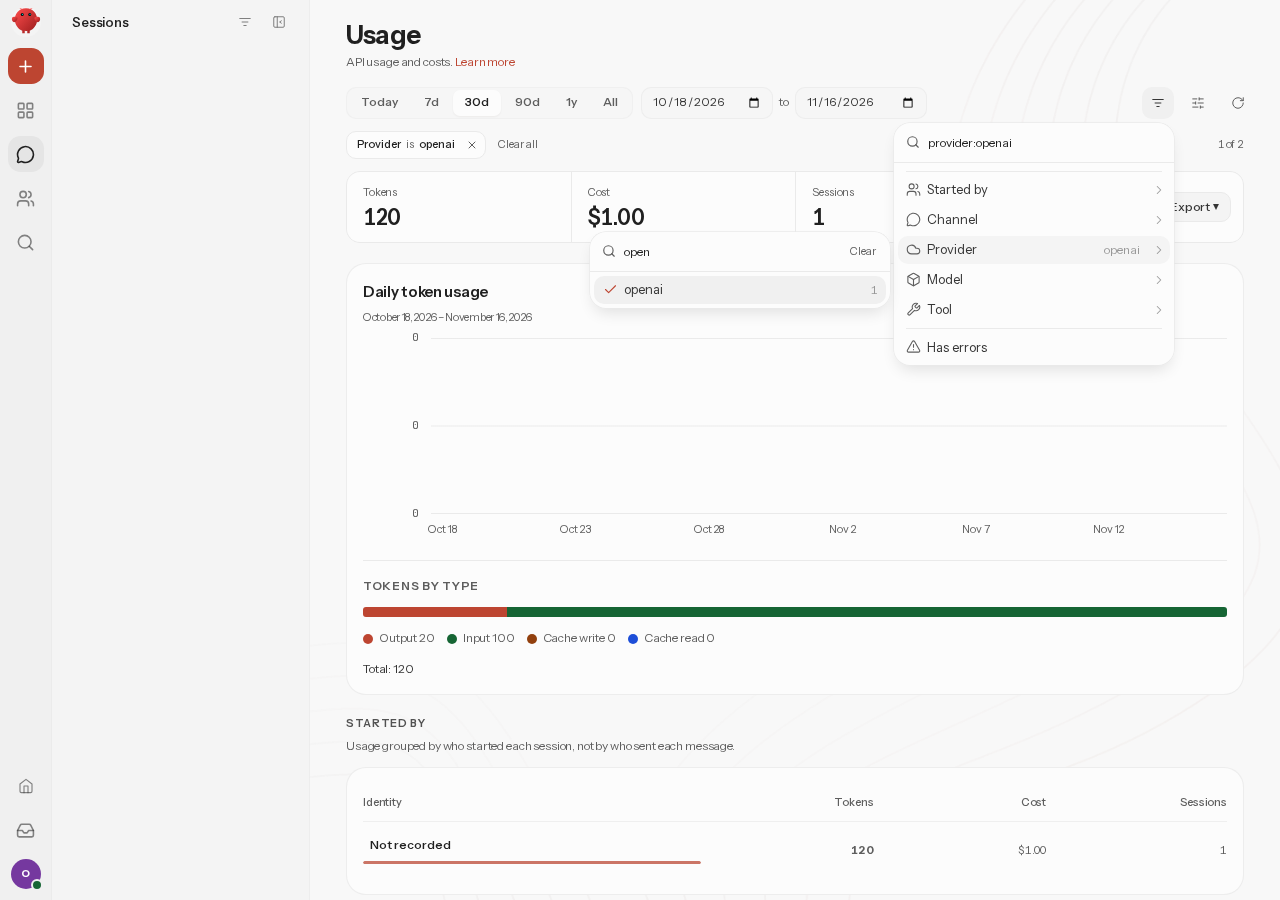 Sessions
Usage
API usage and costs. Learn more
Today 7d 30d 90d 1y All 10/18/2026 to 11/16/2026
Provider is openai Clear all 1 of 2
provider:openai
Started by
Channel
Provider openai
Model
Tool
Has errors
Tokens Cost Sessions
120 $1.00 1
Export ▾
open Clear
openai 1
Daily token usage
October 18, 2026 – November 16, 2026
0
0
0
Oct 18 Oct 23 Oct 28 Nov 2 Nov 7 Nov 12
TOKENS BY TYPE
Output 20 Input 100 Cache write 0 Cache read 0
Total: 120
STARTED BY
Usage grouped by who started each session, not by who sent each message.
Identity Tokens Cost Sessions
Not recorded 120 $1.00 1
O